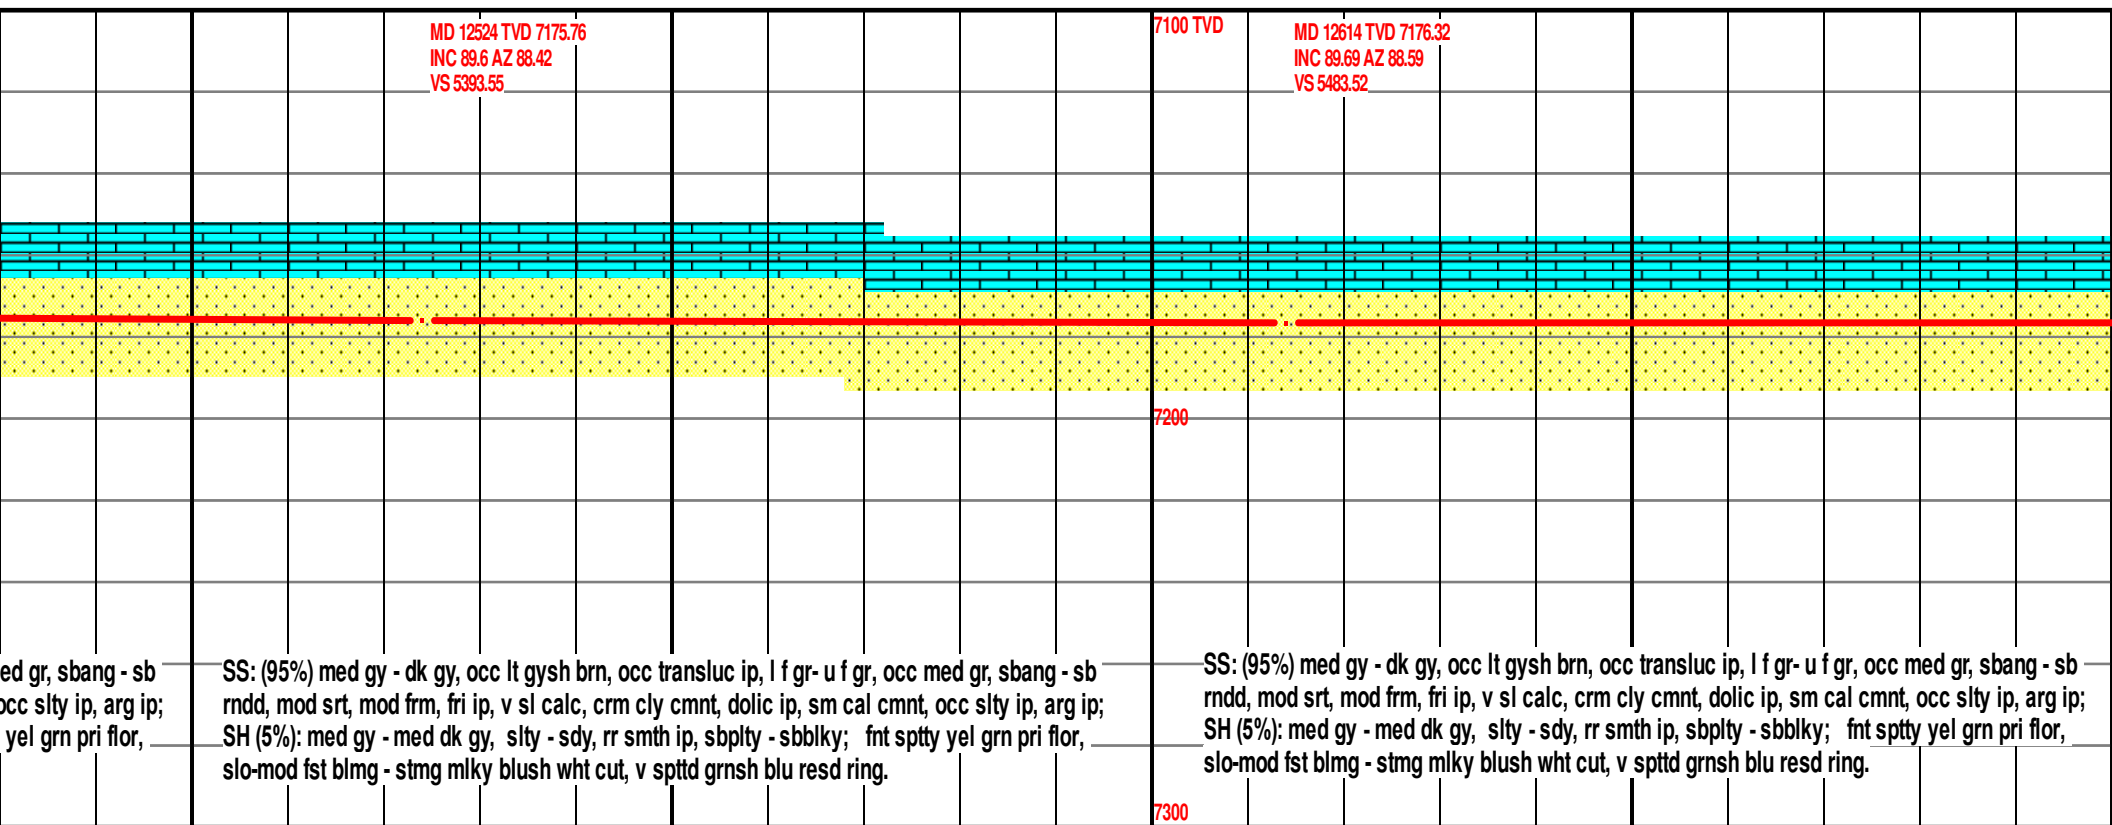 MD 12524 TVD 7175.76
INC 89.6 AZ 88.42
VS 5393.55
7100 TVD
MD 12614 TVD 7176.32
INC 89.69 AZ 88.59
VS 5483.52
7200
ed gr, sbang - sb
occ slty ip, arg ip;
yel grn pri flor,
SS: (95%) med gy - dk gy, occ lt gysh brn, occ transluc ip, l f gr- u f gr, occ med gr, sbang - sb
rndd, mod srt, mod frm, fri ip, v sl calc, crm cly cmnt, dolic ip, sm cal cmnt, occ slty ip, arg ip;
SH (5%): med gy - med dk gy, slty - sdy, rr smth ip, sbplty - sbblky; fnt sptty yel grn pri flor,
slo-mod fst blmg - stmg mlky blush wht cut, v spttd grnsh blu resd ring.
SS: (95%) med gy - dk gy, occ lt gysh brn, occ transluc ip, l f gr- u f gr, occ med gr, sbang - sb
rndd, mod srt, mod frm, fri ip, v sl calc, crm cly cmnt, dolic ip, sm cal cmnt, occ slty ip, arg ip;
SH (5%): med gy - med dk gy, slty - sdy, rr smth ip, sbplty - sbblky; fnt sptty yel grn pri flor,
slo-mod fst blmg - stmg mlky blush wht cut, v spttd grnsh blu resd ring.
7300